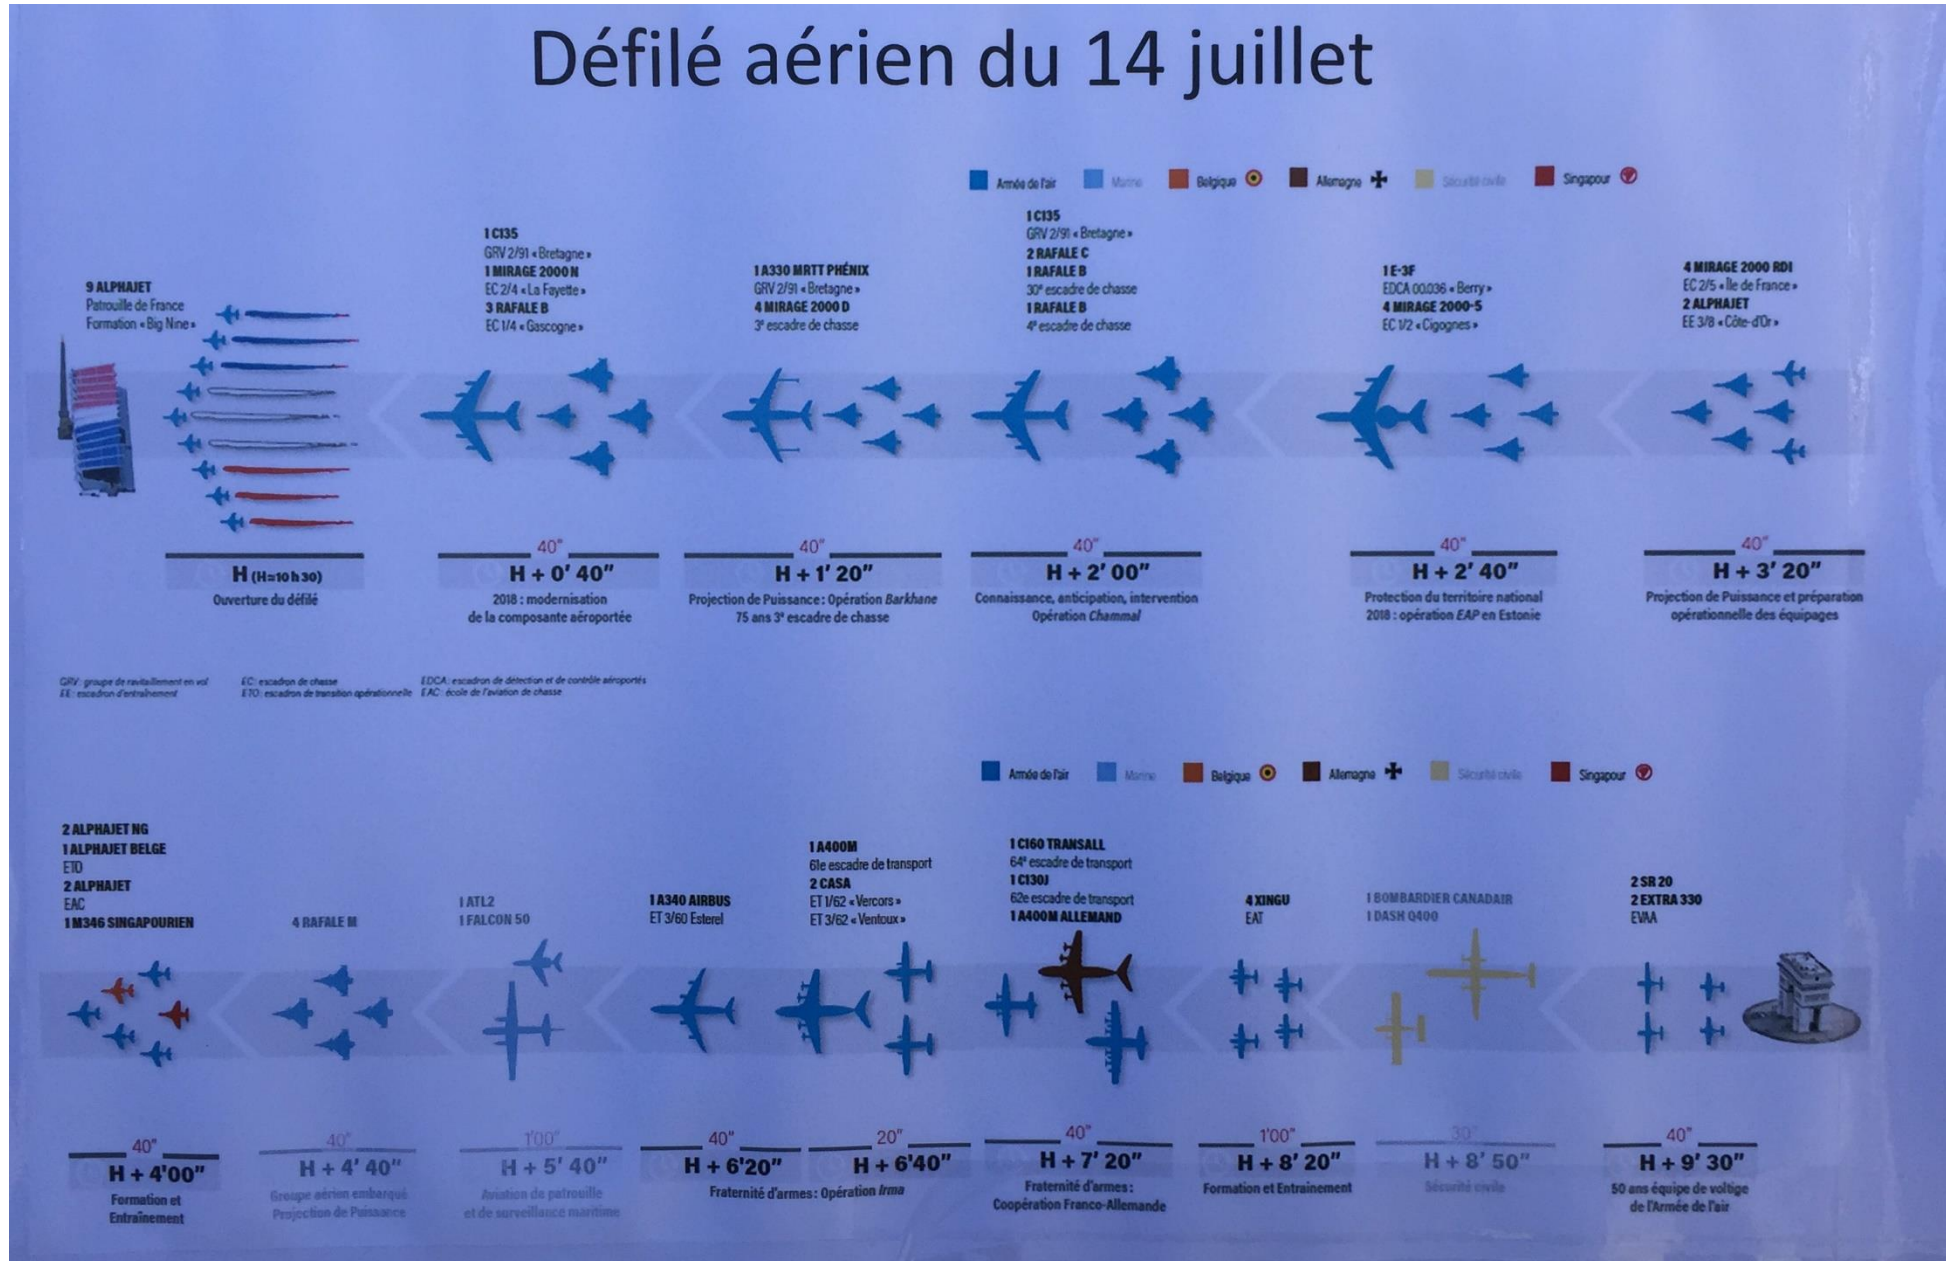 Défilé aérien du 14 juillet
Armée de l'air
Marine
Belgique
Allemagne
Sécurité civile
Singapour
9 ALPHAJET
Patrouille de France
Formation « Big Nine »
1 C135
GRV 2/91 « Bretagne »
1 MIRAGE 2000 N
EC 2/4 « La Fayette »
3 RAFALE B
EC 1/4 « Gascogne »
1 A330 MRTT PHÉNIX
GRV 2/91 « Bretagne »
4 MIRAGE 2000 D
3e escadre de chasse
1 C135
GRV 2/91 « Bretagne »
2 RAFALE C
1 RAFALE B
30e escadre de chasse
1 RAFALE B
4e escadre de chasse
1 E-3F
EDCA 00.036 « Berry »
4 MIRAGE 2000-5
EC 1/2 « Cigognes »
4 MIRAGE 2000 RDI
EC 2/5 « Île de France »
2 ALPHAJET
EE 3/8 « Côte-d'Or »
H (H=10 h 30)
Ouverture du défilé
40"
H + 0' 40"
2018 : modernisation
de la composante aéroportée
40"
H + 1' 20"
Projection de Puissance : Opération Barkhane
75 ans 3e escadre de chasse
40"
H + 2' 00"
Connaissance, anticipation, intervention
Opération Chammal
40"
H + 2' 40"
Protection du territoire national
2018 : opération EAP en Estonie
40"
H + 3' 20"
Projection de Puissance et préparation
opérationnelle des équipages
GRV : groupe de ravitaillement en vol
EE : escadron d'entraînement
EC : escadron de chasse
ETO : escadron de transition opérationnelle
EDCA : escadron de détection et de contrôle aéroportés
EAC : école de l'aviation de chasse
Armée de l'air
Marine
Belgique
Allemagne
Sécurité civile
Singapour
2 ALPHAJET NG
1 ALPHAJET BELGE
ETO
2 ALPHAJET
EAC
1 M346 SINGAPOURIEN
4 RAFALE M
1 ATL2
1 FALCON 50
1 A340 AIRBUS
ET 3/60 Esterel
1 A400M
61e escadre de transport
2 CASA
ET 1/62 « Vercors »
ET 3/62 « Ventoux »
1 C160 TRANSALL
64e escadre de transport
1 C130J
62e escadre de transport
1 A400M ALLEMAND
4 XINGU
EAT
1 BOMBARDIER CANADAIR
1 DASH Q400
2 SR 20
2 EXTRA 330
EVAA
40"
H + 4'00"
Formation et
Entraînement
40"
H + 4' 40"
Groupe aérien embarqué
Projection de Puissance
1'00"
H + 5' 40"
Aviation de patrouille
et de surveillance maritime
40"
H + 6'20"
20"
H + 6'40"
Fraternité d'armes : Opération Irma
40"
H + 7' 20"
Fraternité d'armes :
Coopération Franco-Allemande
1'00"
H + 8' 20"
Formation et Entrainement
30"
H + 8' 50"
Sécurité civile
40"
H + 9' 30"
50 ans équipe de voltige
de l'Armée de l'air